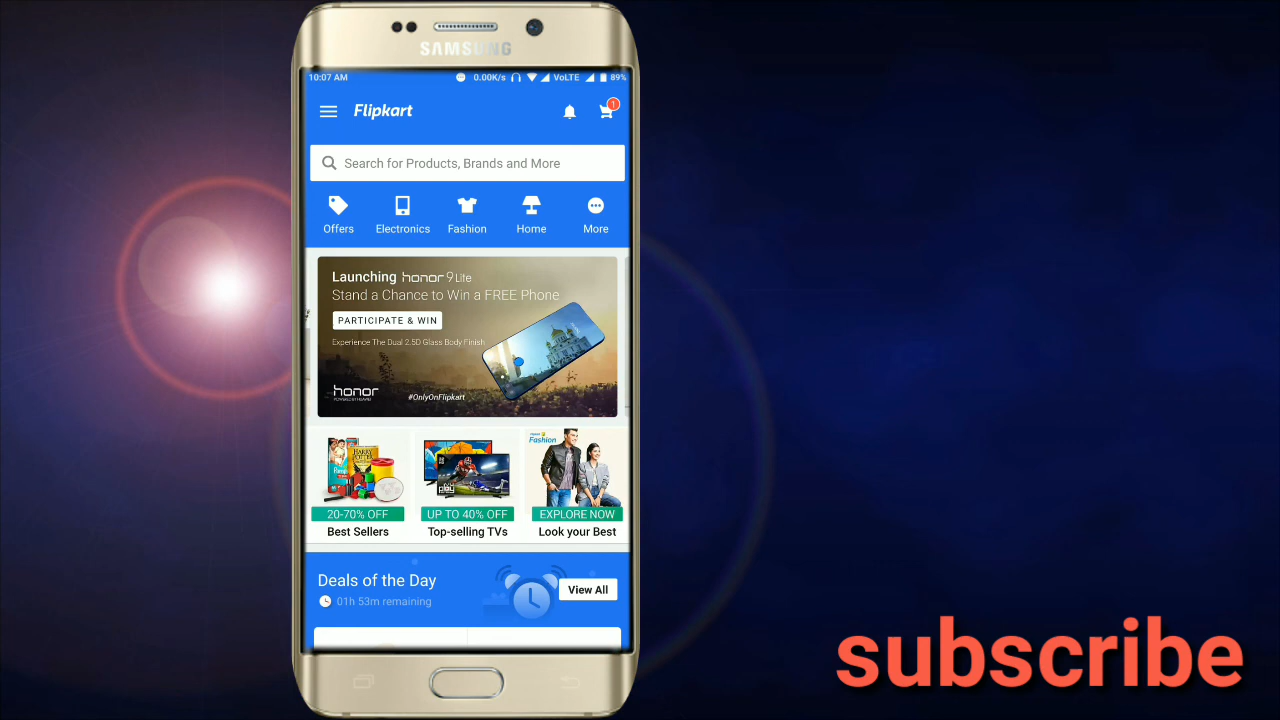 SAMSUNG
10:07 AM
0.00K/s
VoLTE
89%
Flipkart
1
Search for Products, Brands and More
Offers
Electronics
Fashion
Home
More
Launching honor 9 Lite
Stand a Chance to Win a FREE Phone
PARTICIPATE & WIN
Experience The Dual 2.5D Glass Body Finish
honor
#OnlyOnFlipkart
HARRY POTTER
play
Fashion
20-70% OFF
UP TO 40% OFF
EXPLORE NOW
Best Sellers
Top-selling TVs
Look your Best
Deals of the Day
01h 53m remaining
View All
subscribe